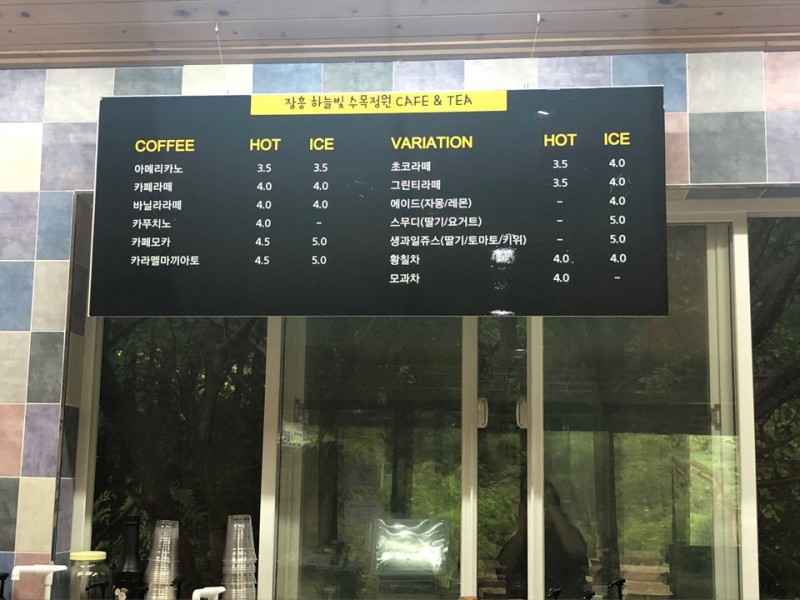 장흥 하늘빛 수목정원 CAFE & TEA
COFFEE HOT ICE
아메리카노 3.5 3.5
카페라떼 4.0 4.0
바닐라라떼 4.0 4.0
카푸치노 4.0 –
카페모카 4.5 5.0
카라멜마끼아토 4.5 5.0
VARIATION HOT ICE
초코라떼 3.5 4.0
그린티라떼 3.5 4.0
에이드(자몽/레몬) – 4.0
스무디(딸기/요거트) – 5.0
생과일쥬스(딸기/토마토/키위) – 5.0
황칠차 4.0 4.0
모과차 4.0 –